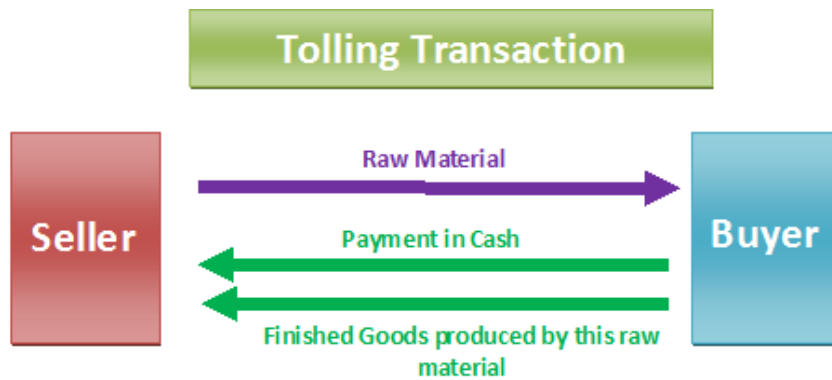 Tolling Transaction
Raw Material
Seller
Payment in Cash
Buyer
Finished Goods produced by this raw
material